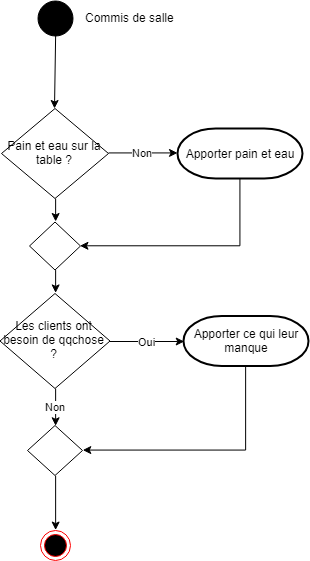 Commis de salle
Pain et eau sur la
table ?
Non
Apporter pain et eau
Les clients ont
besoin de qqchose
?
Oui
Apporter ce qui leur
manque
Non